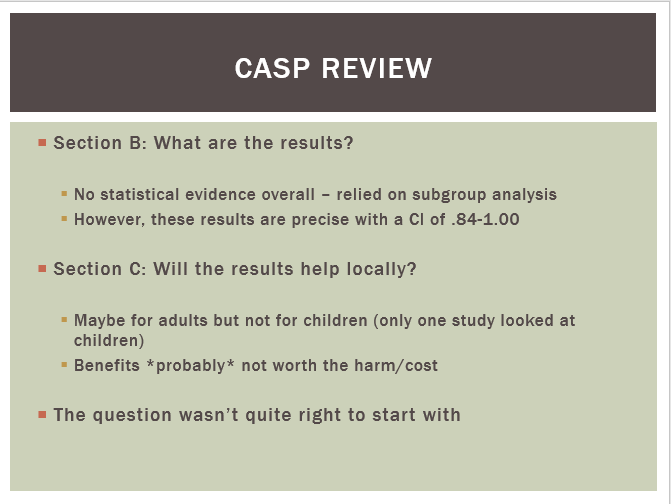 CASP REVIEW
Section B: What are the results?
No statistical evidence overall – relied on subgroup analysis
However, these results are precise with a CI of .84-1.00
Section C: Will the results help locally?
Maybe for adults but not for children (only one study looked at
children)
Benefits *probably* not worth the harm/cost
The question wasn’t quite right to start with